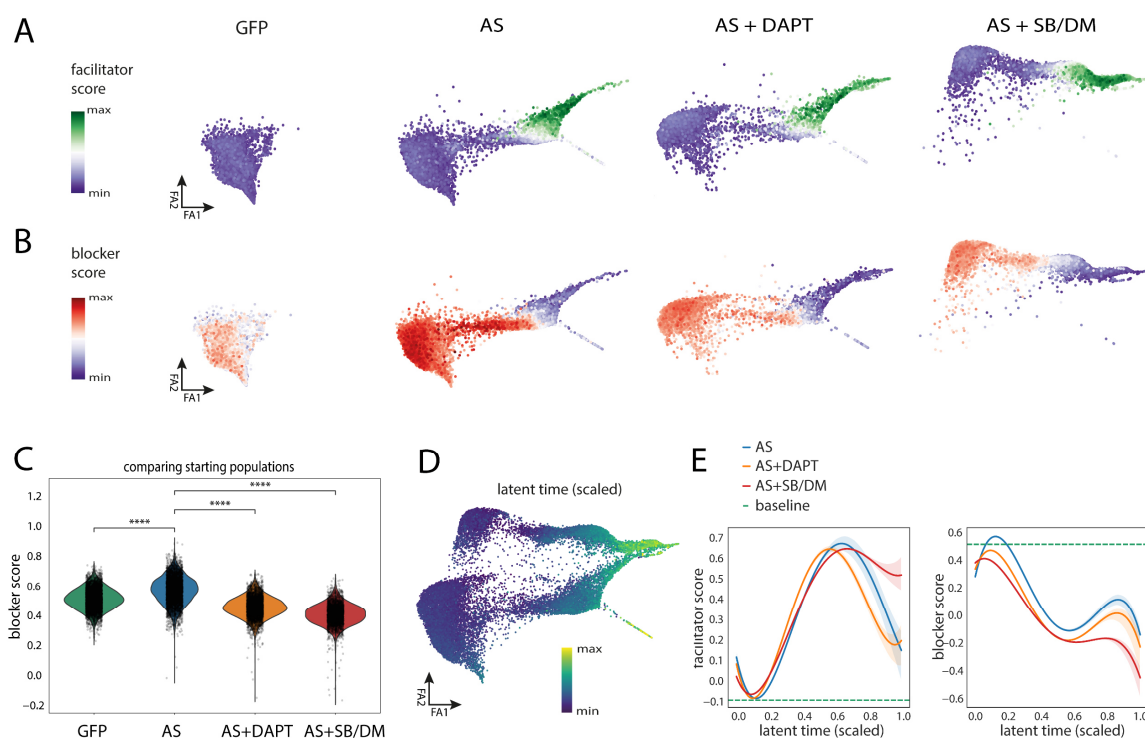 A
GFP
AS
AS + DAPT
AS + SB/DM
facilitator
score
max
min
FA2
FA1
B
blocker
score
max
min
FA2
FA1
C
comparing starting populations
blocker score
1.2
1.0
0.8
0.6
0.4
0.2
0.0
−0.2
****
****
****
GFP
AS
AS+DAPT
AS+SB/DM
D
latent time (scaled)
max
min
FA2
FA1
E
AS
AS+DAPT
AS+SB/DM
baseline
facilitator score
0.7
0.6
0.5
0.4
0.3
0.2
0.1
0.0
−0.1
0.0 0.2 0.4 0.6 0.8 1.0
latent time (scaled)
blocker score
0.6
0.4
0.2
0.0
−0.2
−0.4
−0.6
0.0 0.2 0.4 0.6 0.8 1.0
latent time (scaled)